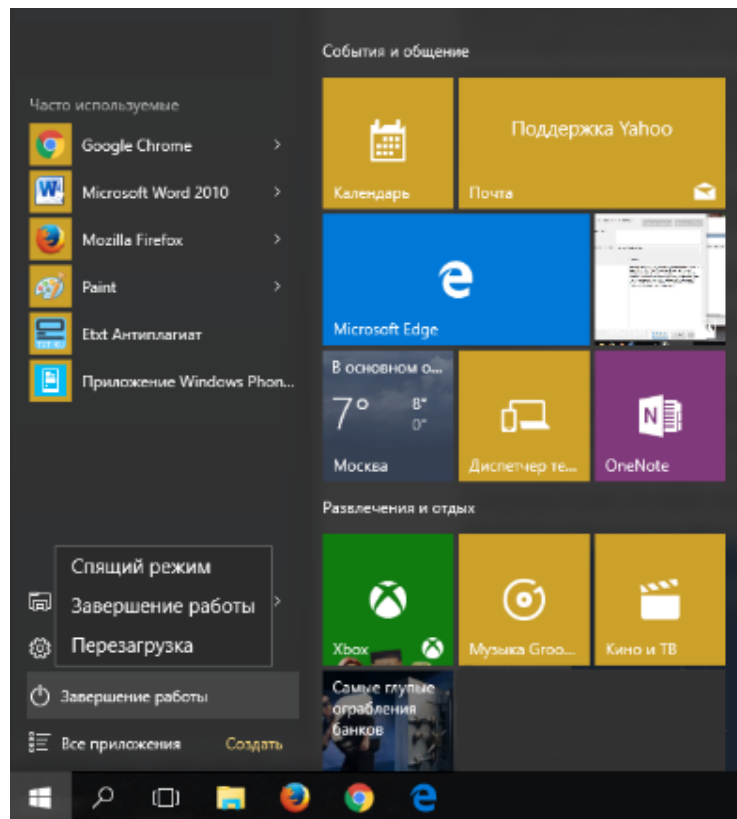 Часто используемые
Google Chrome
Microsoft Word 2010
Mozilla Firefox
Paint
Etxt Антиплагиат
Приложение Windows Phon...
Спящий режим
Завершение работы
Перезагрузка
Завершение работы
Все приложения Создать
События и общение
Календарь
Поддержка Yahoo
Почта
Microsoft Edge
В основном о...
7° 8°
0°
Москва
Диспетчер те...
OneNote
Развлечения и отдых
Xbox
Музыка Groo...
Кино и ТВ
Самые глупые
ограбления
банков